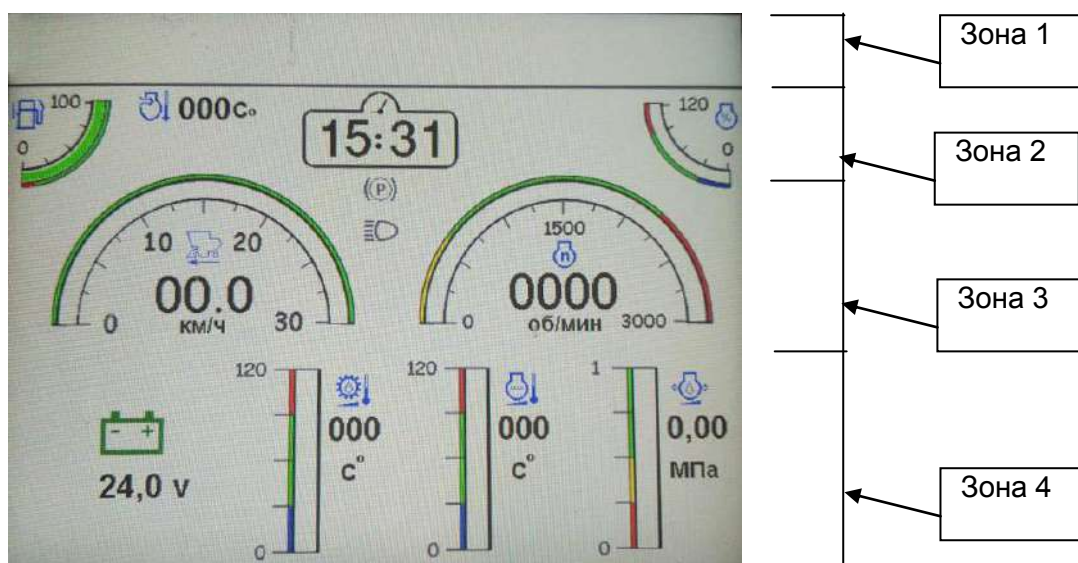 100
0
000C°
15:31
120
%
0
(P)
10
20
00.0
км/ч
0
30
1500
n
0000
об/мин
0
3000
120
000
C°
0
120
000
C°
0
1
0,00
МПа
0
- +
24,0 V
Зона 1
Зона 2
Зона 3
Зона 4